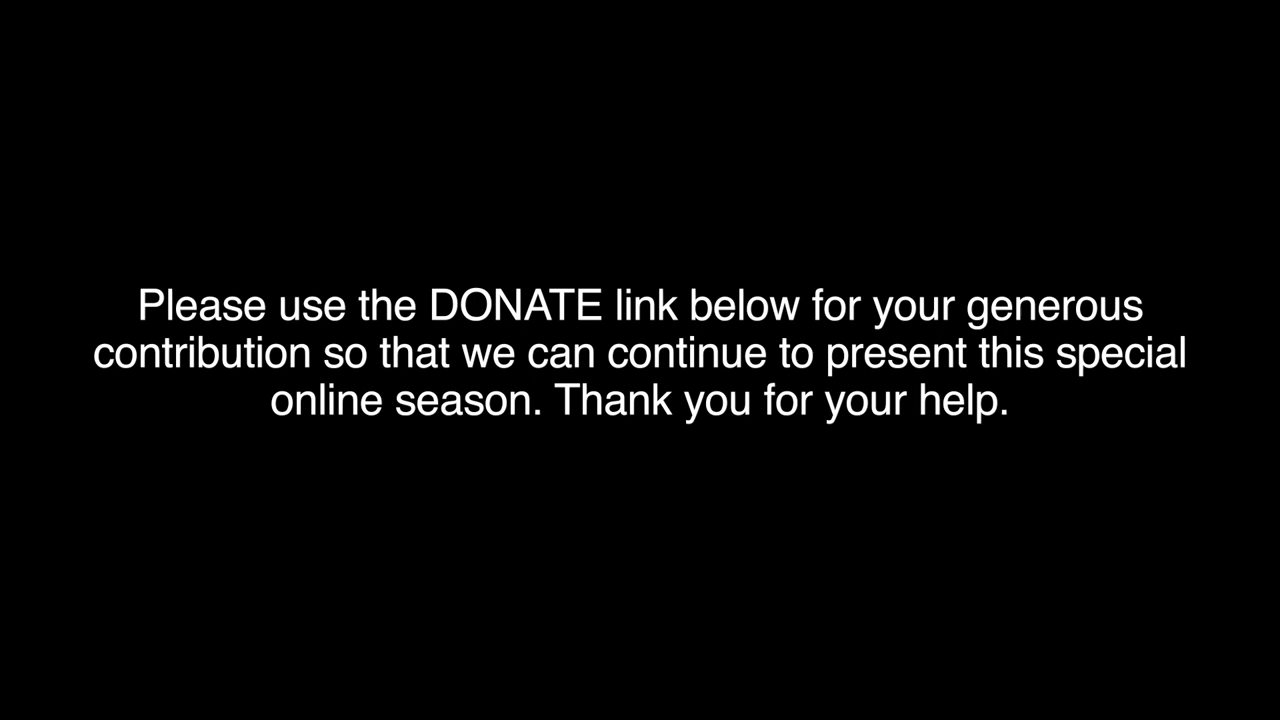 Please use the DONATE link below for your generous
contribution so that we can continue to present this special
online season. Thank you for your help.